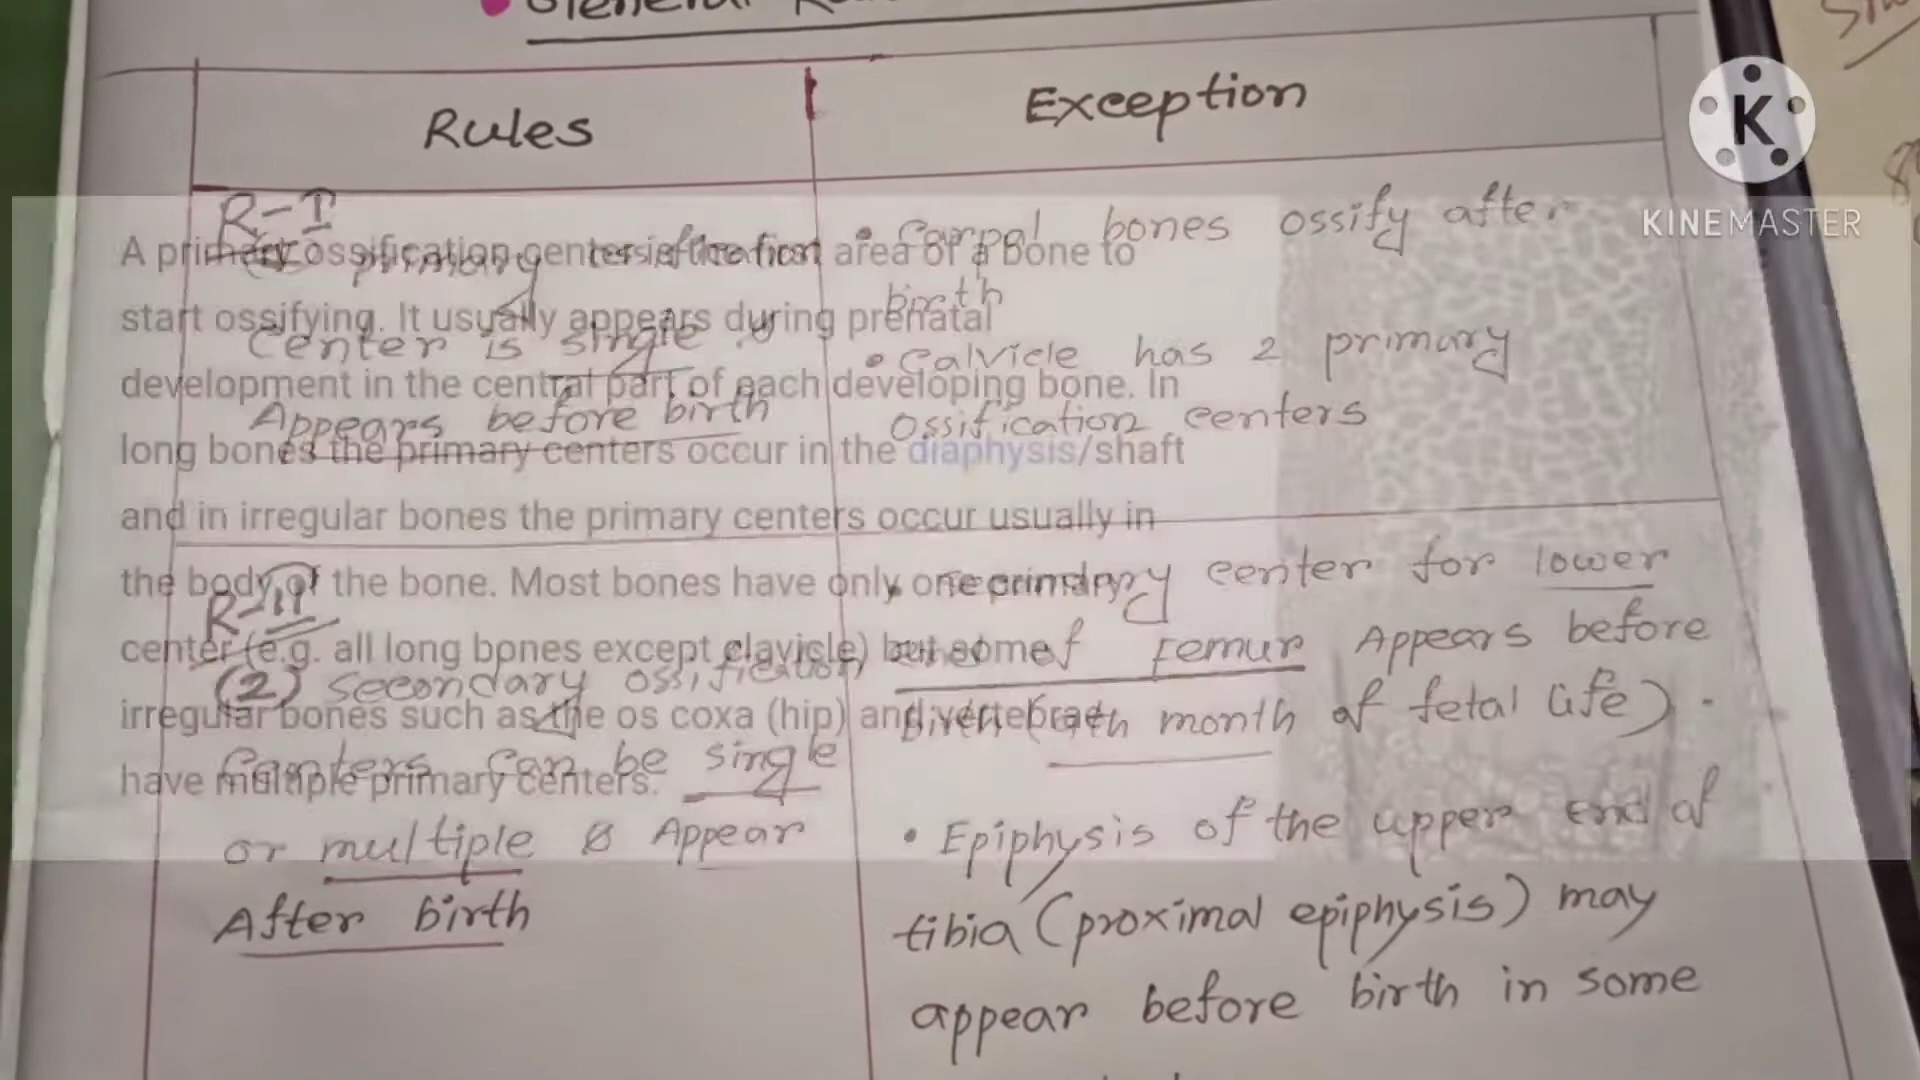 General
Rules
Exception
R-I
primary ossification
center is single
Appears before birth
• Carpal bones ossify after
birth
• Calvicle has 2 primary
ossification centers
R-II
(2) Secondary ossification
Centers can be single
or multiple & Appear
After birth
secondary center for lower
end of Femur Appears before
birth (9th month of fetal life).
• Epiphysis of the upper end of
tibia (proximal epiphysis) may
appear before birth in some
A primary ossification center is the first area of a bone to
start ossifying. It usually appears during prenatal
development in the central part of each developing bone. In
long bones the primary centers occur in the diaphysis/shaft
and in irregular bones the primary centers occur usually in
the body of the bone. Most bones have only one primary
center (e.g. all long bones except clavicle) but some
irregular bones such as the os coxa (hip) and vertebrae
have multiple primary centers.
K
KINEMASTER